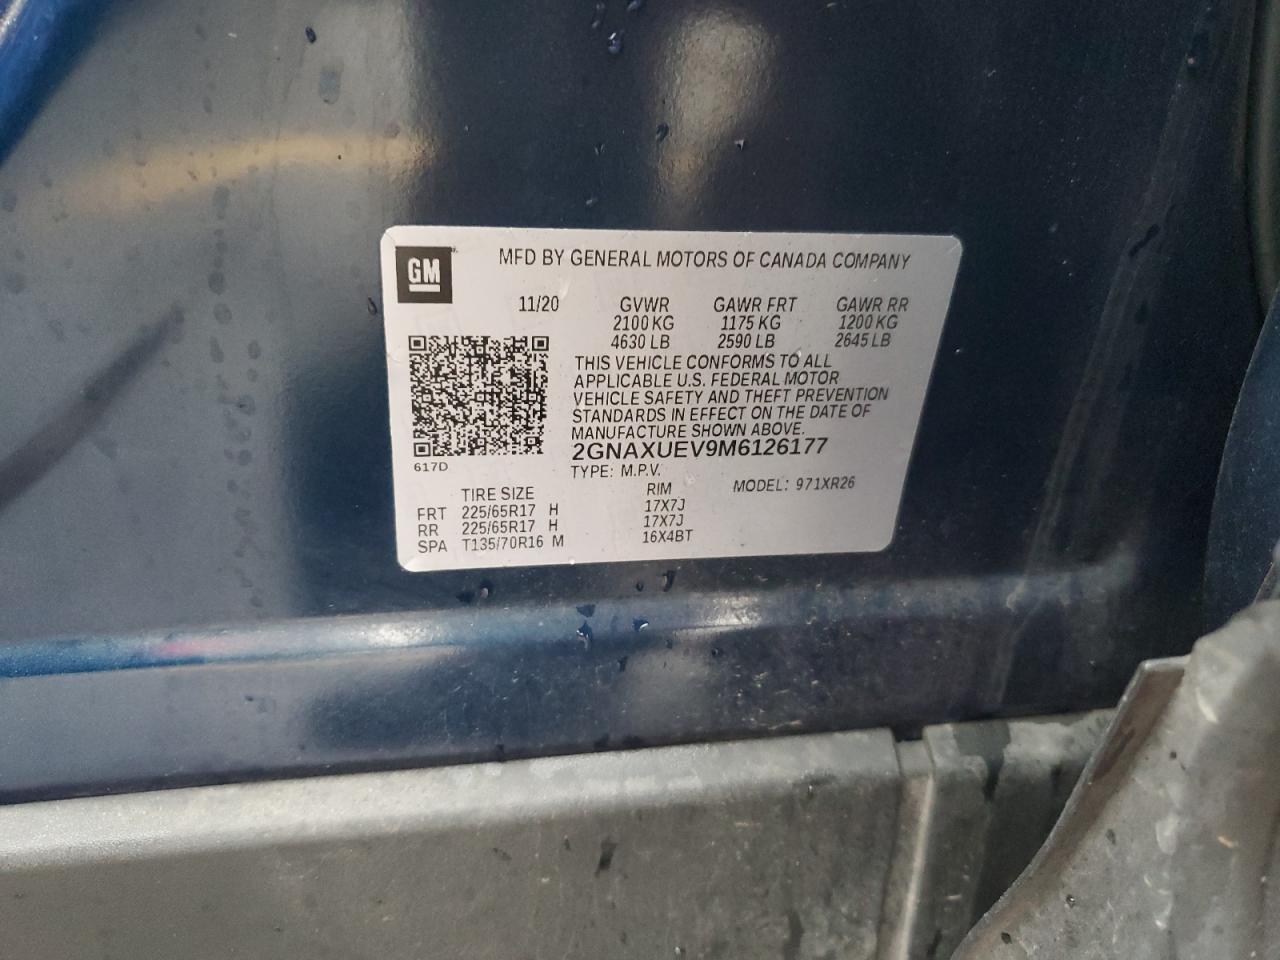 GM
MFD BY GENERAL MOTORS OF CANADA COMPANY
11/20 GVWR GAWR FRT GAWR RR
2100 KG 1175 KG 1200 KG
4630 LB 2590 LB 2645 LB
THIS VEHICLE CONFORMS TO ALL
APPLICABLE U.S. FEDERAL MOTOR
VEHICLE SAFETY AND THEFT PREVENTION
STANDARDS IN EFFECT ON THE DATE OF
MANUFACTURE SHOWN ABOVE.
2GNAXUEV9M6126177
617D
TYPE: M.P.V.
MODEL: 971XR26
TIRE SIZE RIM
FRT 225/65R17 H 17X7J
RR 225/65R17 H 17X7J
SPA T135/70R16 M 16X4BT